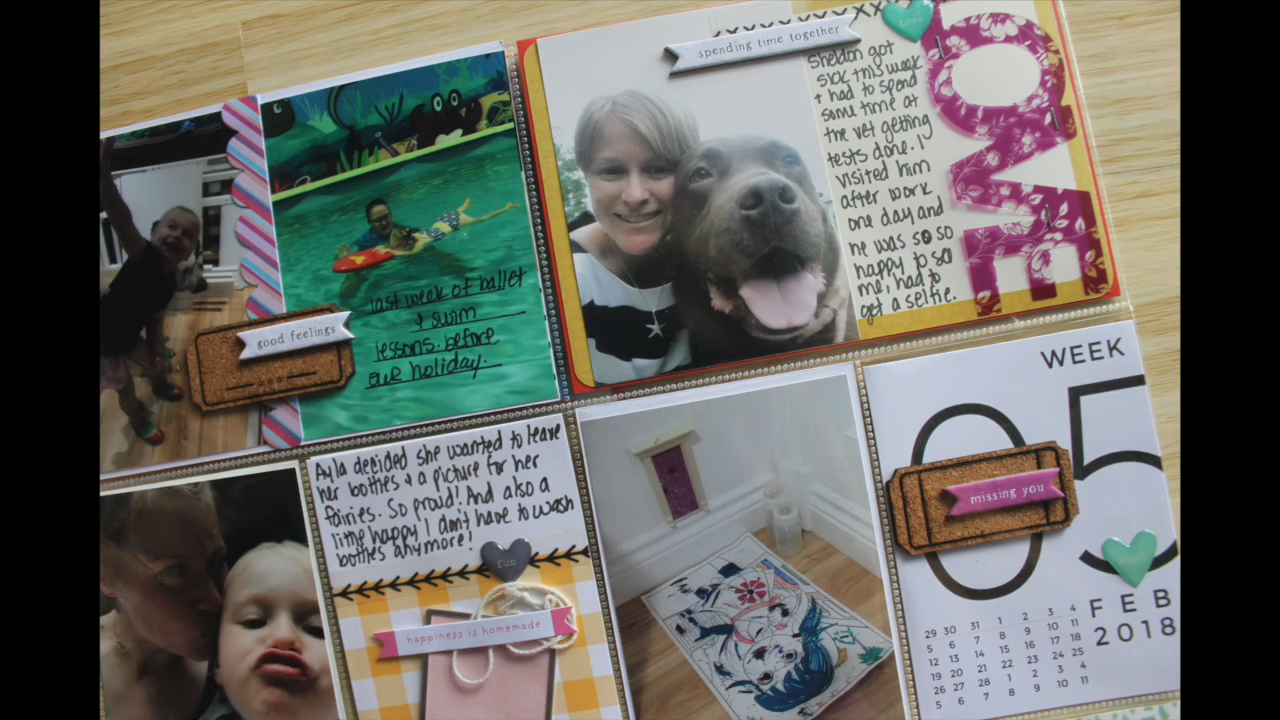 spending time together
love
LOVE
Sheldon got
sick this week
+ had to spend
some time at
the vet getting
tests done. I
visited him
after work
one day and
he was so so
happy to see
me, had to
get a selfie.
good feelings
last week of ballet
& swim
lessons before
our holiday.
Ayla decided she wanted to leave
her bottles & a picture for her
fairies. So proud! And also a
little happy I don't have to wash
bottles anymore!
fun
happiness is homemade
WEEK
05
missing you
FEB
2018
29 30 31 1 2 3 4
5 6 7 8 9 10 11
12 13 14 15 16 17 18
19 20 21 22 23 24 25
26 27 28 1 2 3 4
5 6 7 8 9 10 11